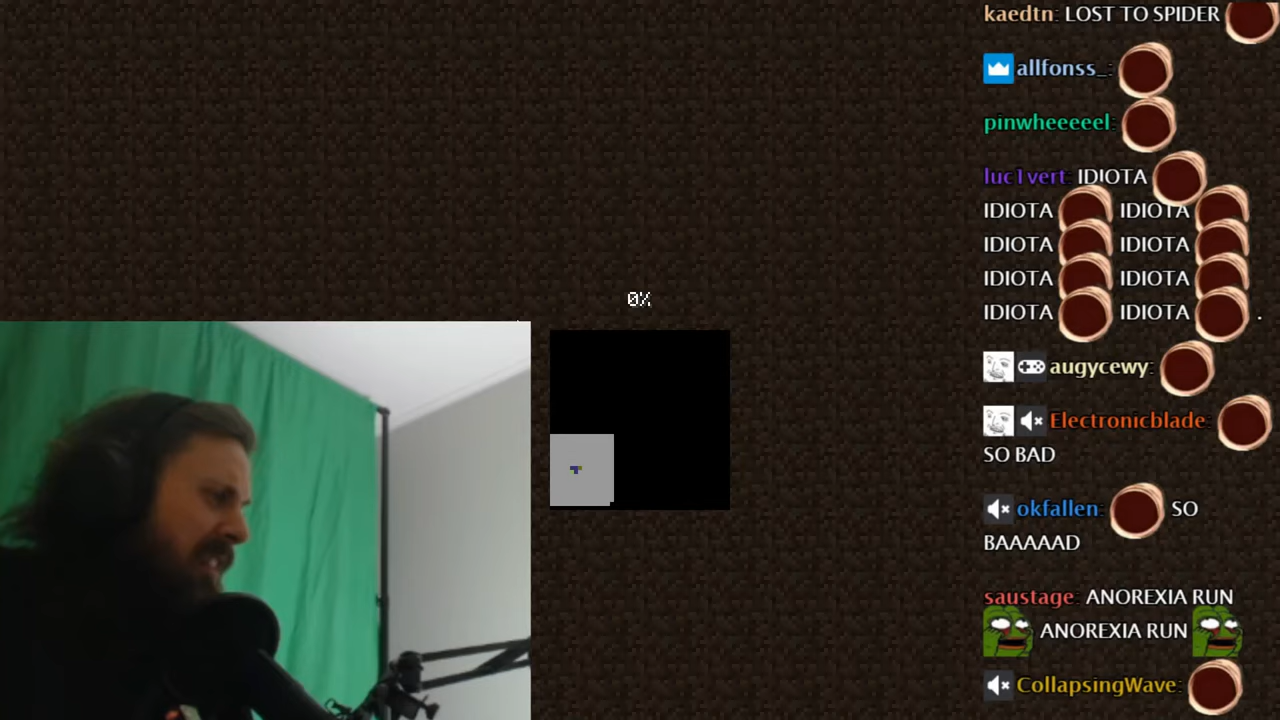 kaedtn: LOST TO SPIDER
allfonss_:
pinwheeeeel:
luc1vert: IDIOTA
IDIOTA IDIOTA
IDIOTA IDIOTA
IDIOTA IDIOTA
IDIOTA IDIOTA .
0%
augycewy:
Electronicblade:
SO BAD
okfallen: SO
BAAAAAD
saustage: ANOREXIA RUN
ANOREXIA RUN
CollapsingWave: